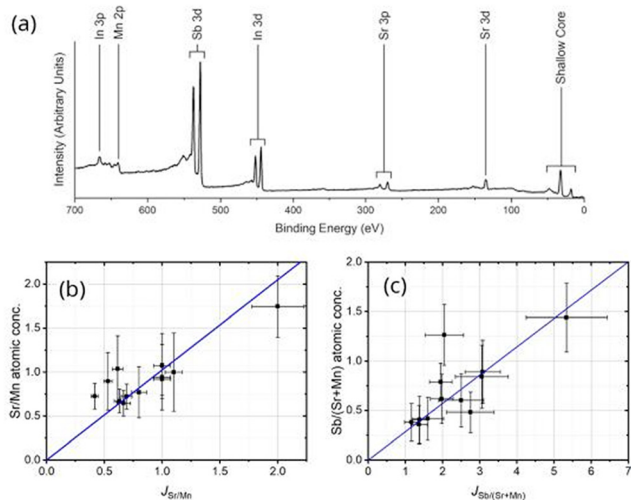 (a)
In 3p
Mn 2p
Sb 3d
In 3d
Sr 3p
Sr 3d
Shallow Core
Intensity (Arbitrary Units)
700 600 500 400 300 200 100 0
Binding Energy (eV)
(b)
Sr/Mn atomic conc.
2.0
1.5
1.0
0.5
0.0
0.0 0.5 1.0 1.5 2.0
J Sr/Mn
(c)
Sb/(Sr+Mn) atomic conc.
2.0
1.5
1.0
0.5
0.0
0 1 2 3 4 5 6 7
J Sb/(Sr+Mn)